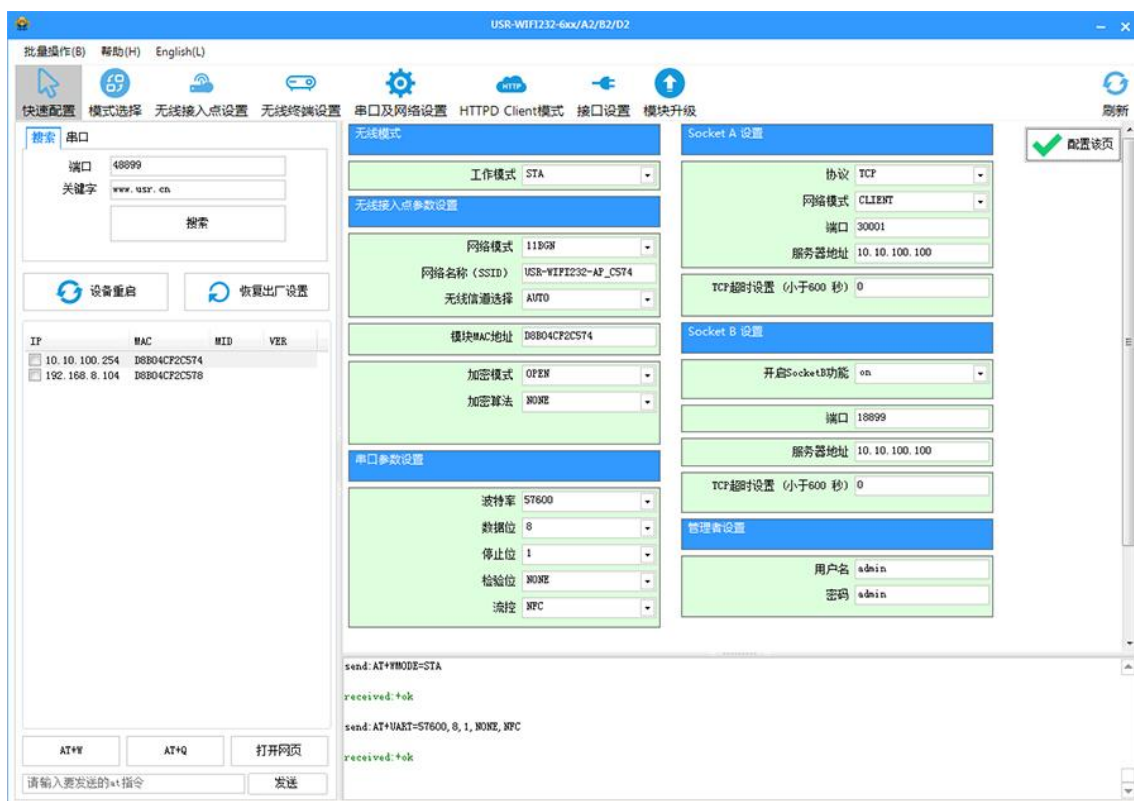 USR-WIFI232-6xx/A2/B2/D2
批量操作(B) 帮助(H) English(L)
快速配置 模式选择 无线接入点设置 无线终端设置 串口及网络设置 HTTPD Client模式 接口设置 模块升级 刷新
HTTP
搜索 串口
端口 48899
关键字 www.usr.cn
搜索
设备重启 恢复出厂设置
IP MAC MID VER
10.10.100.254 D8B04CF2C574
192.168.8.104 D8B04CF2C578
AT+W AT+Q 打开网页
请输入要发送的at指令 发送
无线模式
工作模式 STA
无线接入点参数设置
网络模式 11BGN
网络名称 (SSID) USR-WIFI232-AP_C574
无线信道选择 AUTO
模块MAC地址 D8B04CF2C574
加密模式 OPEN
加密算法 NONE
串口参数设置
波特率 57600
数据位 8
停止位 1
检验位 NONE
流控 NFC
Socket A 设置
协议 TCP
网络模式 CLIENT
端口 30001
服务器地址 10.10.100.100
TCP超时设置 (小于600 秒) 0
Socket B 设置
开启SocketB功能 on
端口 18899
服务器地址 10.10.100.100
TCP超时设置 (小于600 秒) 0
管理者设置
用户名 admin
密码 admin
配置该页
send:AT+WMODE=STA
received:+ok
send:AT+UART=57600,8,1,NONE,NFC
received:+ok